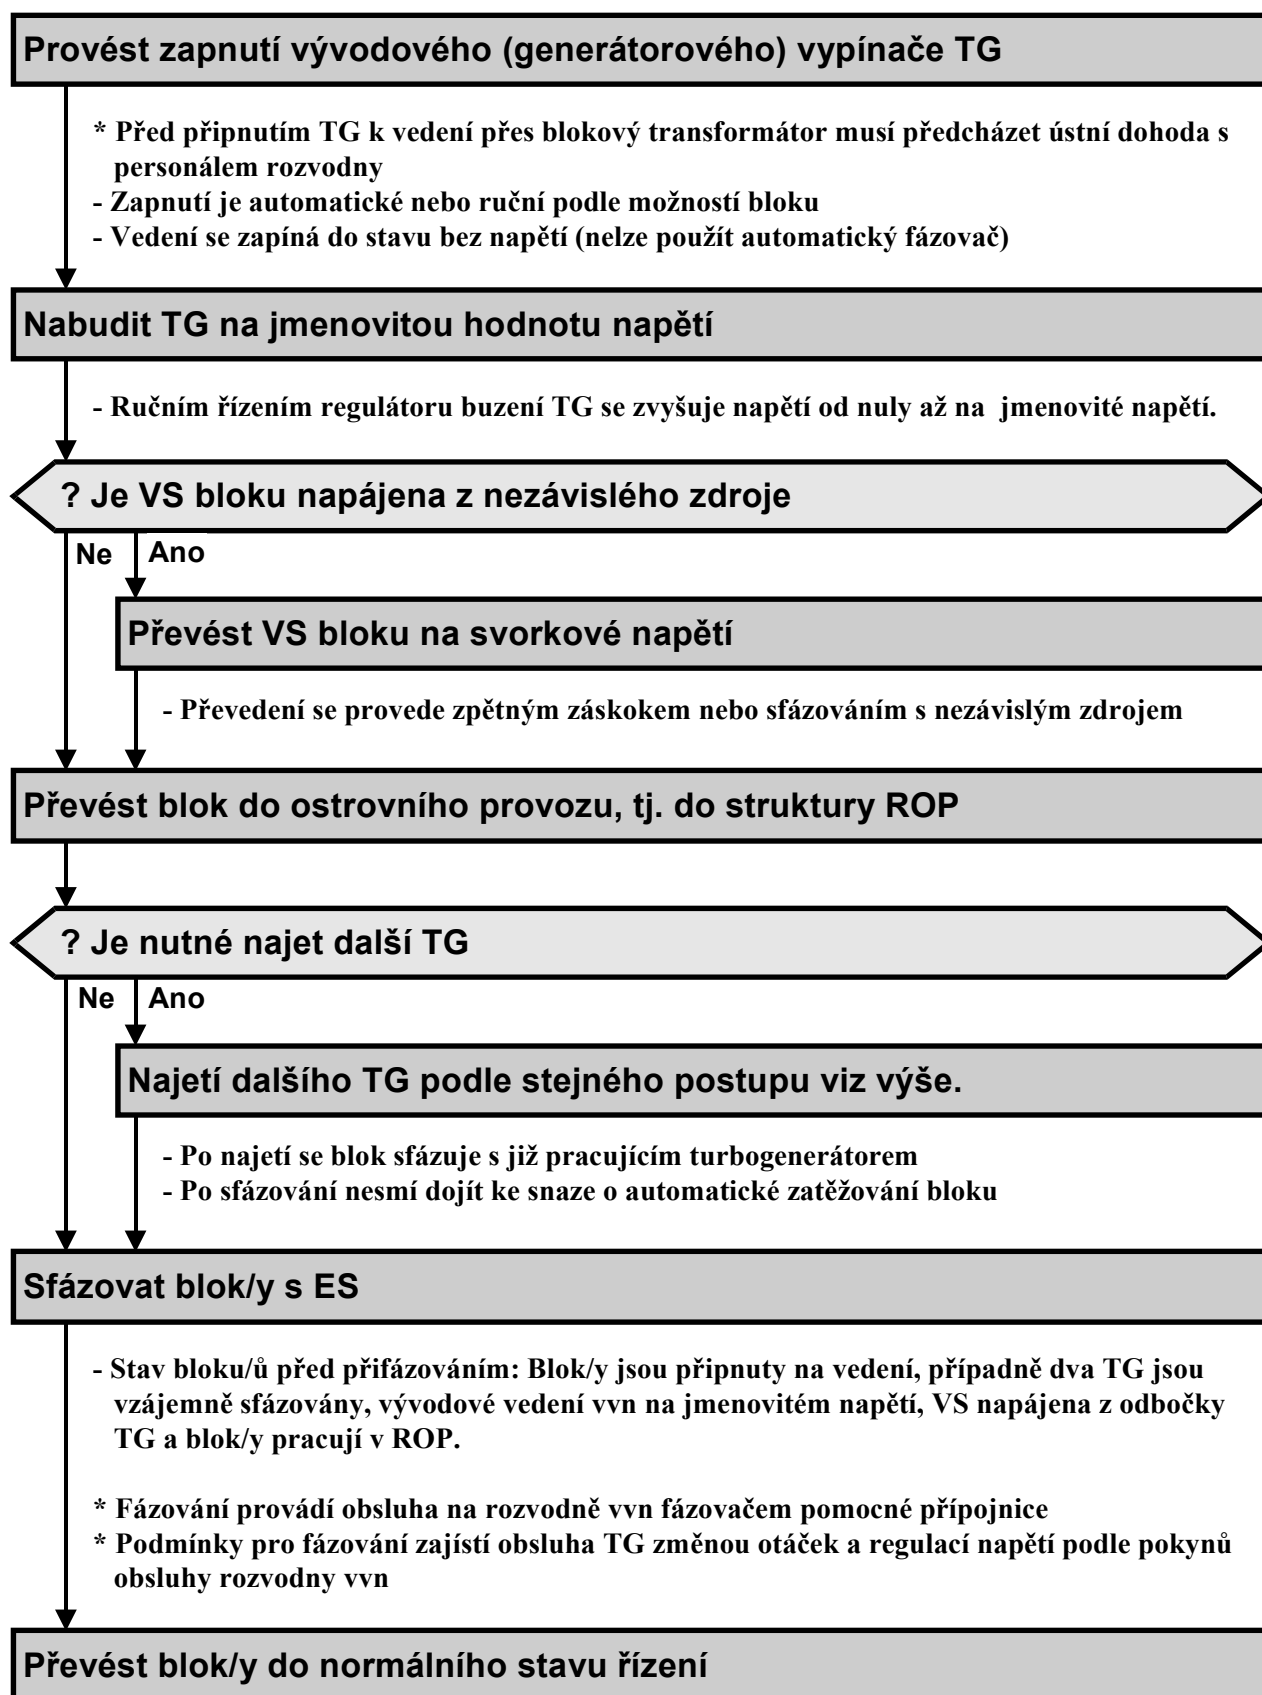 Provést zapnutí vývodového (generátorového) vypínače TG
* Před připnutím TG k vedení přes blokový transformátor musí předcházet ústní dohoda s
personálem rozvodny
- Zapnutí je automatické nebo ruční podle možností bloku
- Vedení se zapíná do stavu bez napětí (nelze použít automatický fázovač)
Nabudit TG na jmenovitou hodnotu napětí
- Ručním řízením regulátoru buzení TG se zvyšuje napětí od nuly až na jmenovité napětí.
? Je VS bloku napájena z nezávislého zdroje
Ne Ano
Převést VS bloku na svorkové napětí
- Převedení se provede zpětným záskokem nebo sfázováním s nezávislým zdrojem
Převést blok do ostrovního provozu, tj. do struktury ROP
? Je nutné najet další TG
Ne Ano
Najetí dalšího TG podle stejného postupu viz výše.
- Po najetí se blok sfázuje s již pracujícím turbogenerátorem
- Po sfázování nesmí dojít ke snaze o automatické zatěžování bloku
Sfázovat blok/y s ES
- Stav bloku/ů před přifázováním: Blok/y jsou připnuty na vedení, případně dva TG jsou
vzájemně sfázovány, vývodové vedení vvn na jmenovitém napětí, VS napájena z odbočky
TG a blok/y pracují v ROP.
* Fázování provádí obsluha na rozvodně vvn fázovačem pomocné přípojnice
* Podmínky pro fázování zajístí obsluha TG změnou otáček a regulací napětí podle pokynů
obsluhy rozvodny vvn
Převést blok/y do normálního stavu řízení